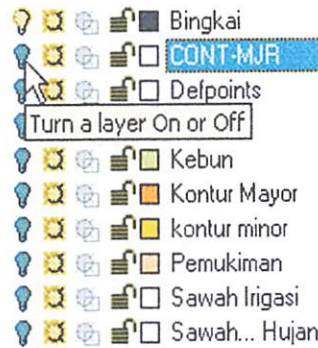 Bingkai
CONT-MJR
Defpoints
Turn a layer On or Off
Kebun
Kontur Mayor
kontur minor
Pemukiman
Sawah Irigasi
Sawah... Hujan